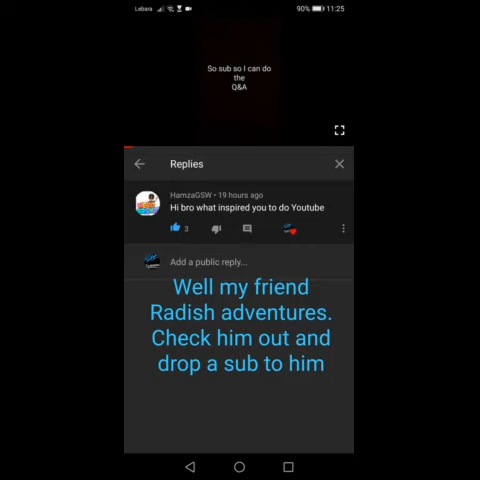 Lebara 90% 11:25
So sub so I can do
the
Q&A
Replies
HamzaGSW • 19 hours ago
Hi bro what inspired you to do Youtube
3
Add a public reply...
Well my friend
Radish adventures.
Check him out and
drop a sub to him